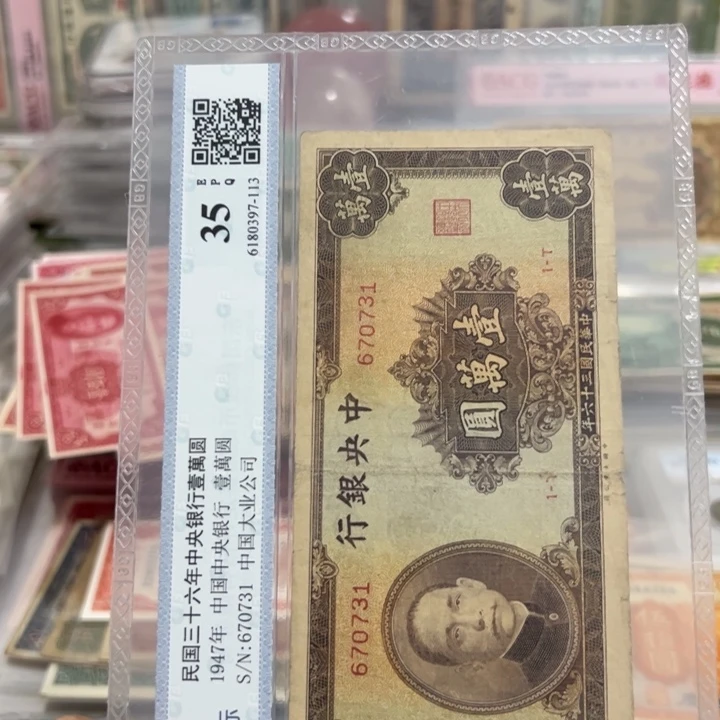 民国三十六年中央银行壹萬圆
1947年 中国中央银行 壹萬圆
S/N:670731 中国大业公司
示
35
EPQ
6180397-113
壹萬
萬壹
中央銀行
670731
670731
壹萬圓
1-T
中華民國三十六年